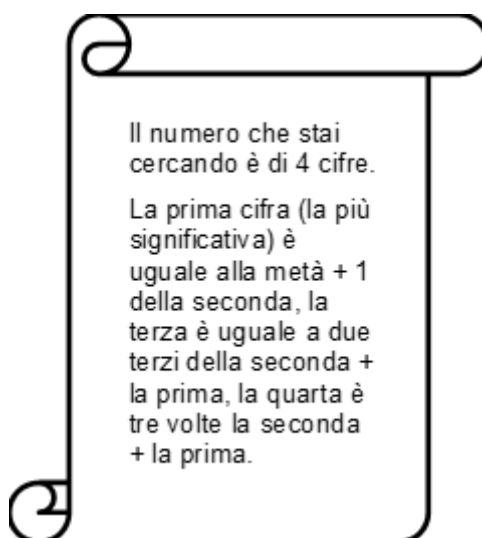 Il numero che stai
cercando è di 4 cifre.
La prima cifra (la più
significativa) è
uguale alla metà + 1
della seconda, la
terza è uguale a due
terzi della seconda +
la prima, la quarta è
tre volte la seconda
+ la prima.